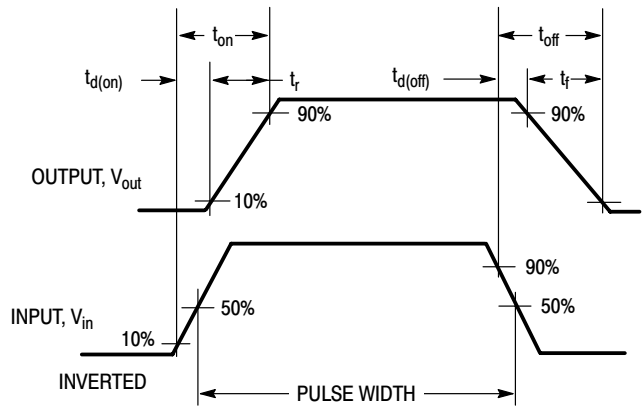 t_on
t_off
t_d(on)
t_r
t_d(off)
t_f
90%
90%
OUTPUT, V_out
10%
90%
50%
50%
INPUT, V_in
10%
INVERTED
PULSE WIDTH